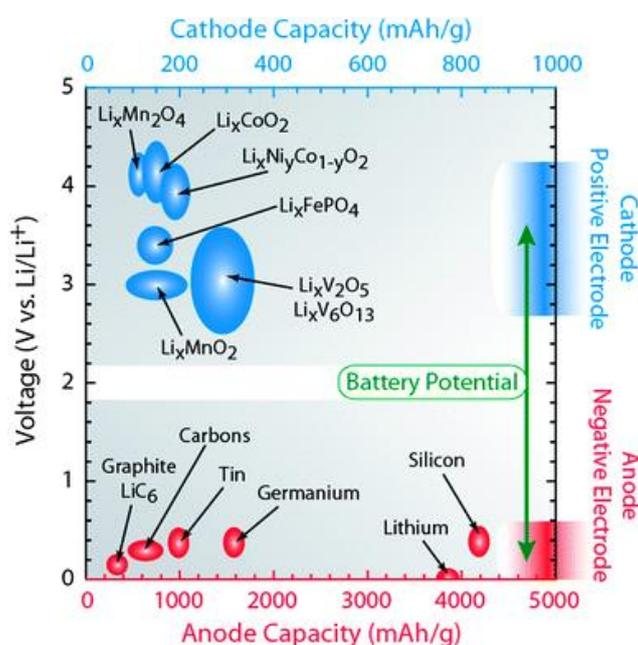 Cathode Capacity (mAh/g)
0 200 400 600 800 1000
5
4
3
2
1
0
Voltage (V vs. Li/Li⁺)
LiₓMn₂O₄
LiₓCoO₂
LiₓNiyCo₁₋yO₂
LiₓFePO₄
LiₓV₂O₅
LiₓV₆O₁₃
LiₓMnO₂
Cathode
Positive Electrode
Battery Potential
Carbons
Graphite
LiC₆
Tin
Germanium
Silicon
Lithium
Anode
Negative Electrode
0 1000 2000 3000 4000 5000
Anode Capacity (mAh/g)